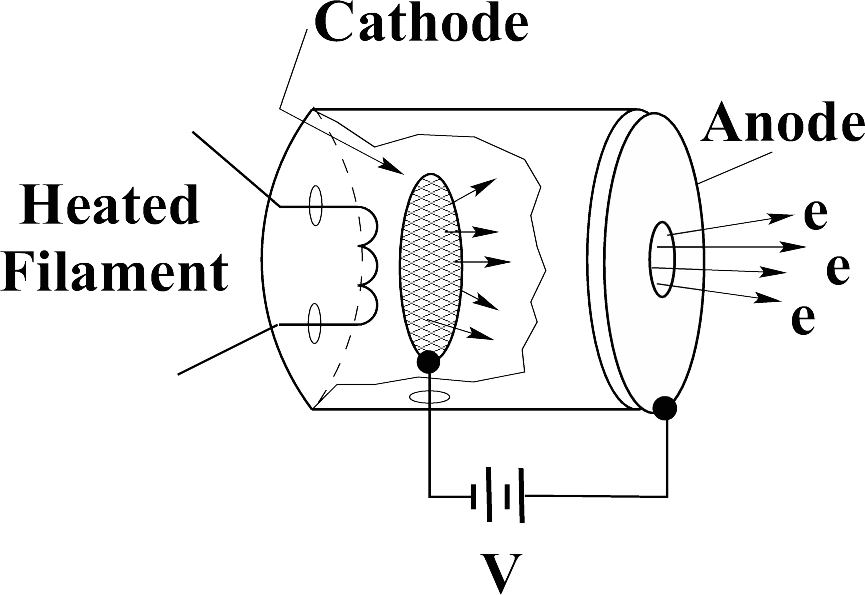 Cathode
Anode
Heated
Filament
e
e
e
V